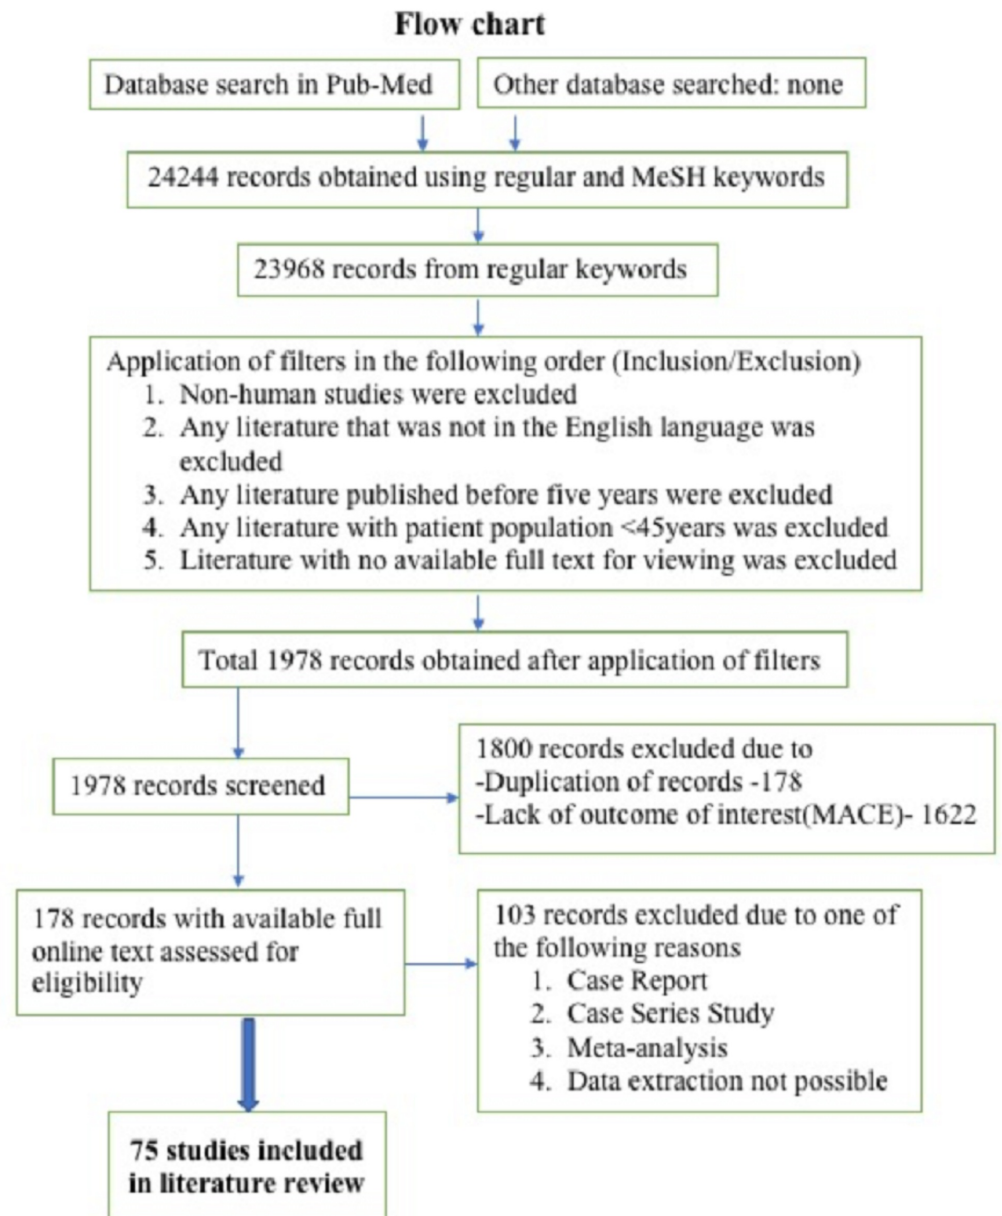 Flow chart
Database search in Pub-Med
Other database searched: none
24244 records obtained using regular and MeSH keywords
23968 records from regular keywords
Application of filters in the following order (Inclusion/Exclusion)
1. Non-human studies were excluded
2. Any literature that was not in the English language was
excluded
3. Any literature published before five years were excluded
4. Any literature with patient population <45years was excluded
5. Literature with no available full text for viewing was excluded
Total 1978 records obtained after application of filters
1978 records screened
1800 records excluded due to
-Duplication of records -178
-Lack of outcome of interest(MACE)- 1622
178 records with available full
online text assessed for
eligibility
103 records excluded due to one of
the following reasons
1. Case Report
2. Case Series Study
3. Meta-analysis
4. Data extraction not possible
75 studies included
in literature review